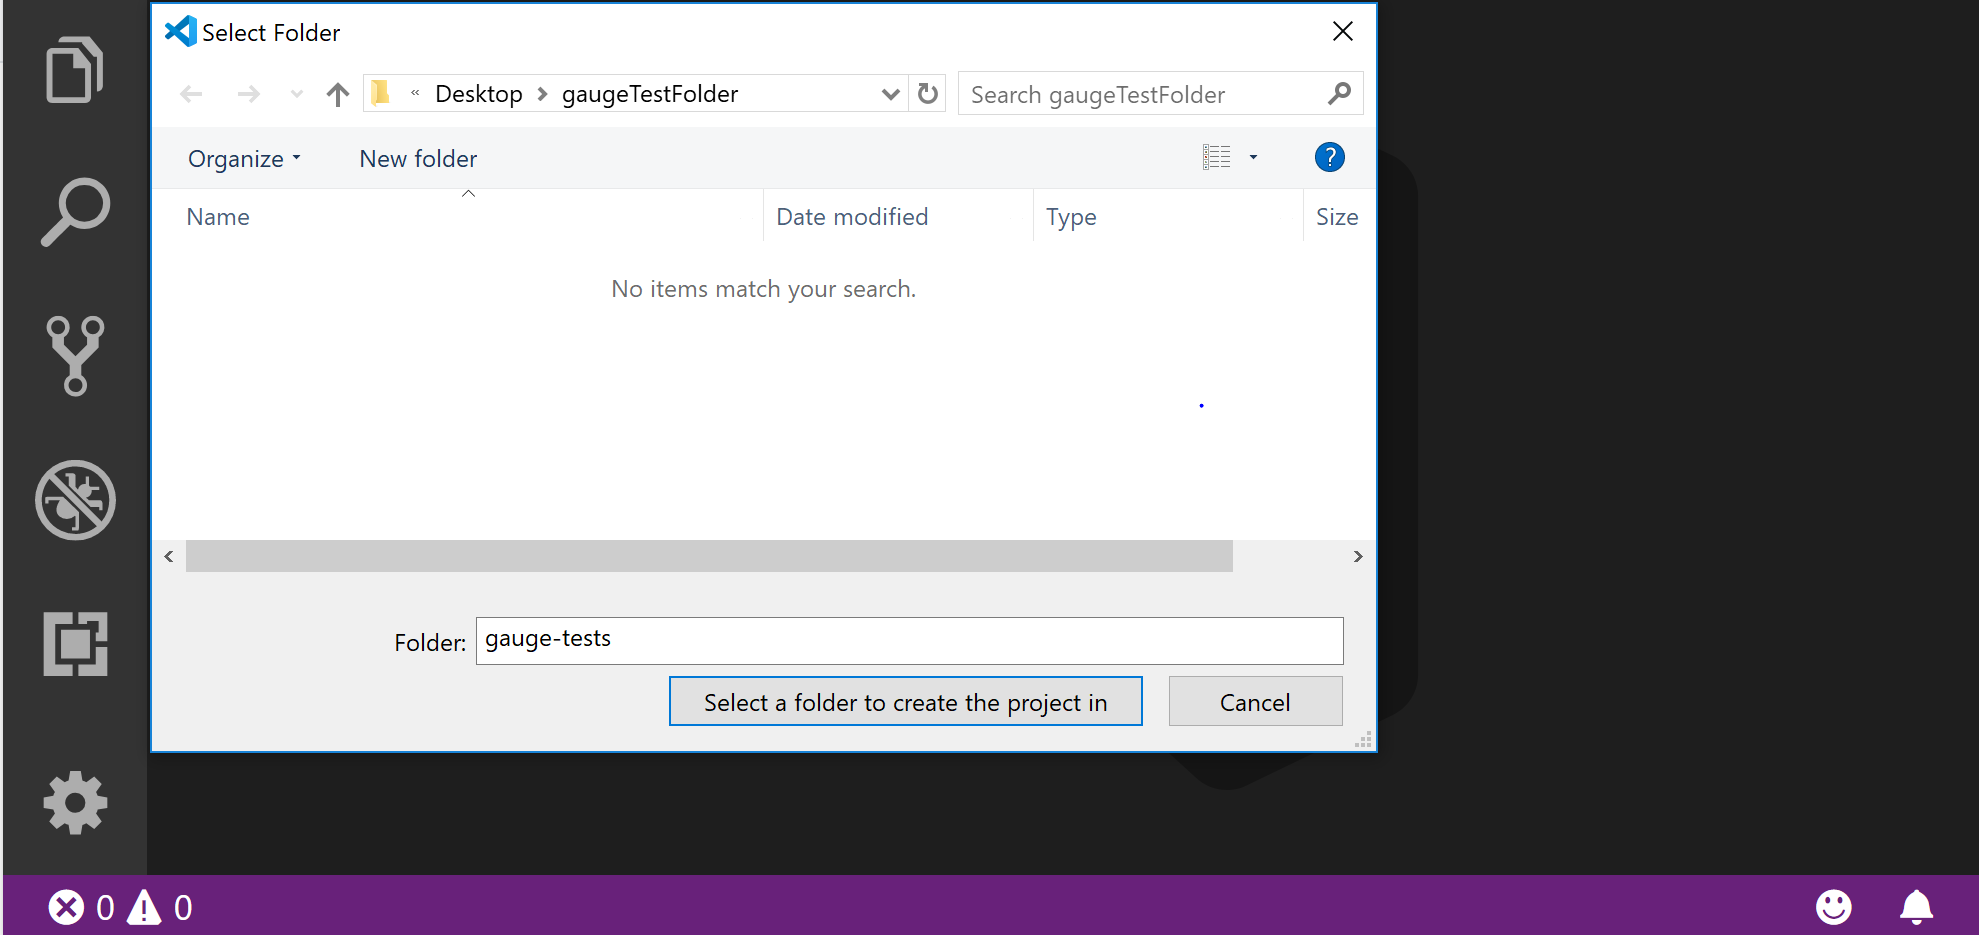 Select Folder
« Desktop > gaugeTestFolder
Search gaugeTestFolder
Organize
New folder
?
Name
Date modified
Type
Size
No items match your search.
Folder:
gauge-tests
Select a folder to create the project in
Cancel
0
0